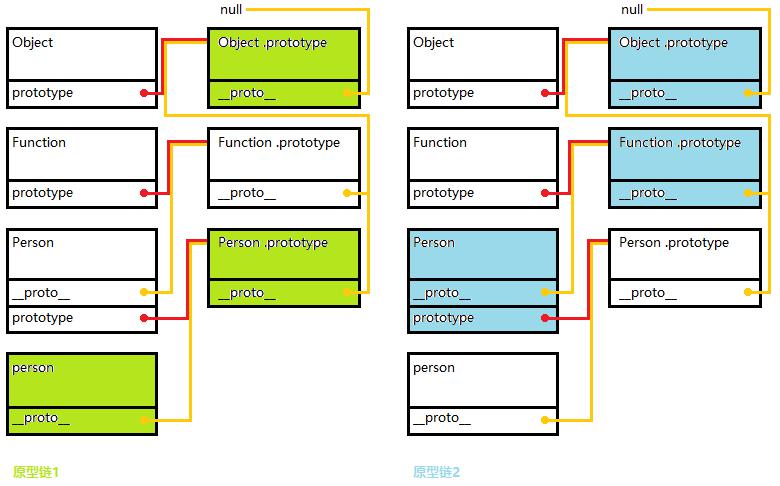 null
Object
Object .prototype
prototype
__proto__
Function
Function .prototype
prototype
__proto__
Person
Person .prototype
__proto__
__proto__
prototype
person
__proto__
原型链1
null
Object
Object .prototype
prototype
__proto__
Function
Function .prototype
prototype
__proto__
Person
Person .prototype
__proto__
__proto__
prototype
person
__proto__
原型链2